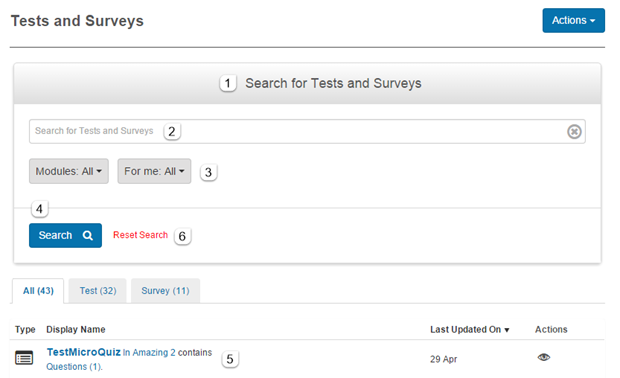 Tests and Surveys
Actions
1 Search for Tests and Surveys
Search for Tests and Surveys 2
Modules: All For me: All 3
4
Search Reset Search 6
All (43) Test (32) Survey (11)
Type Display Name Last Updated On Actions
TestMicroQuiz In Amazing 2 contains 5 29 Apr
Questions (1).